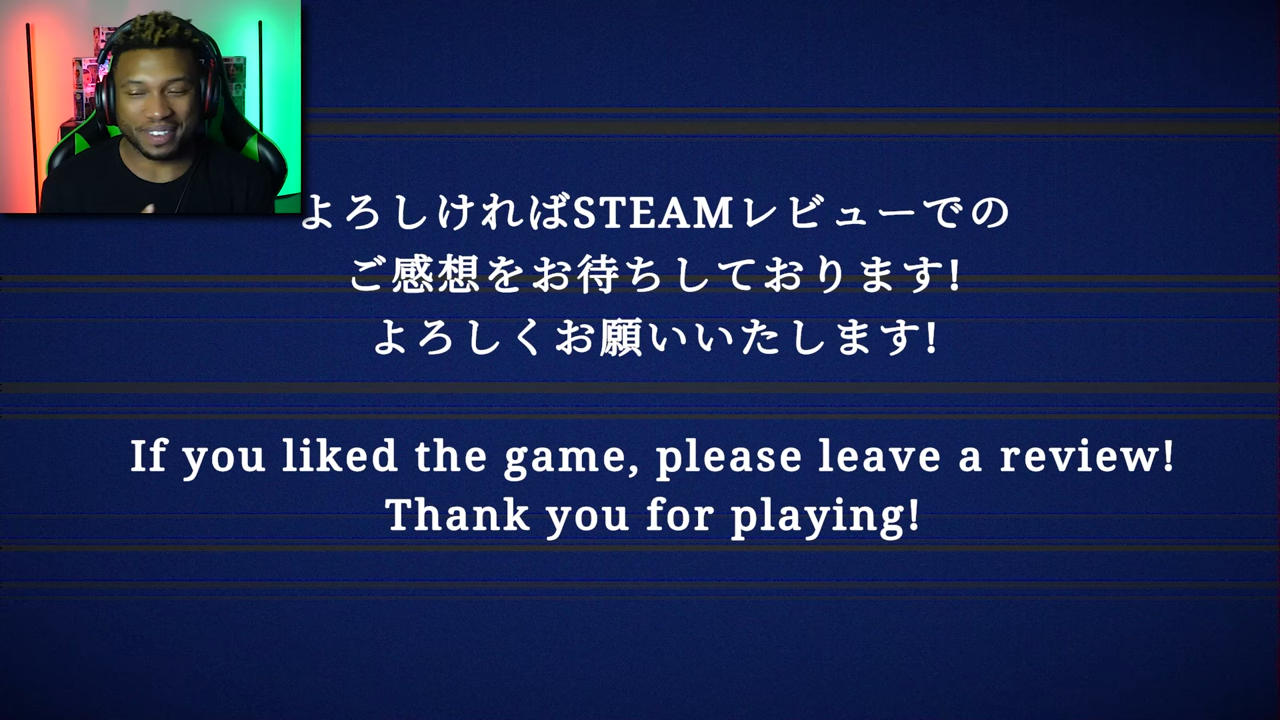 よろしければSTEAMレビューでの
ご感想をお待ちしております!
よろしくお願いいたします!
If you liked the game, please leave a review!
Thank you for playing!